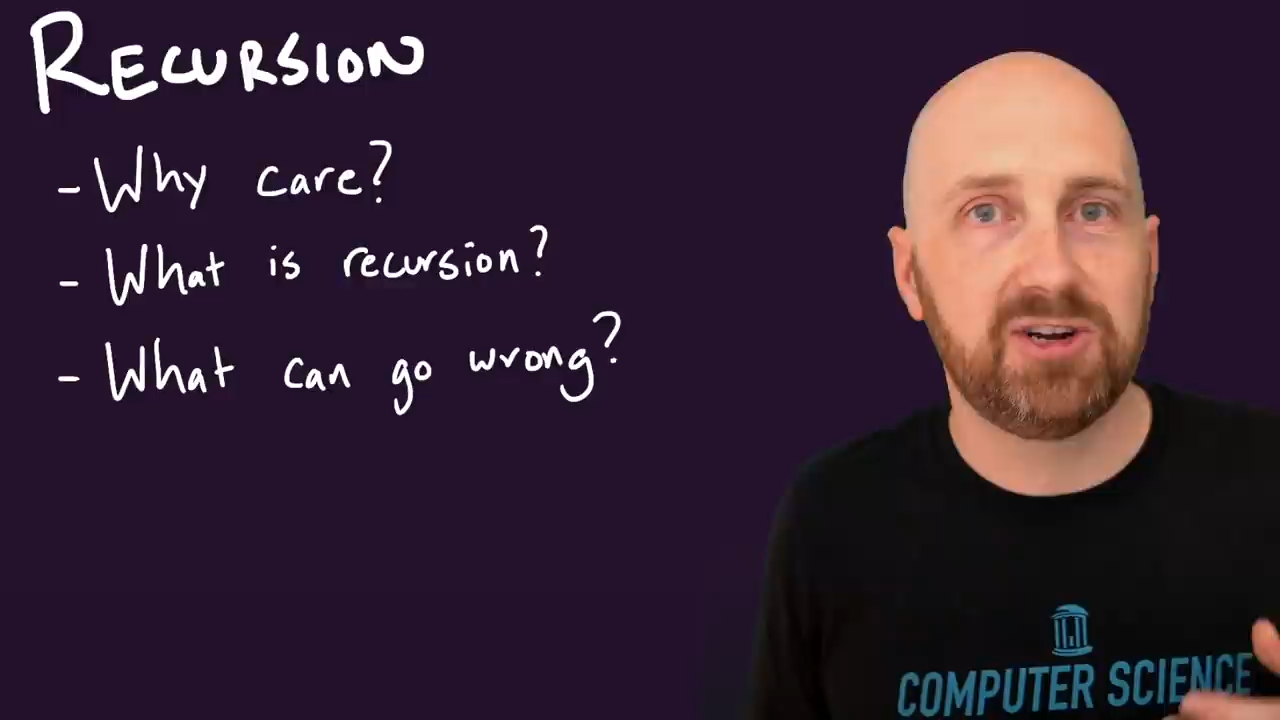 RECURSION
- Why care?
- What is recursion?
- What can go wrong?
COMPUTER SCIENCE